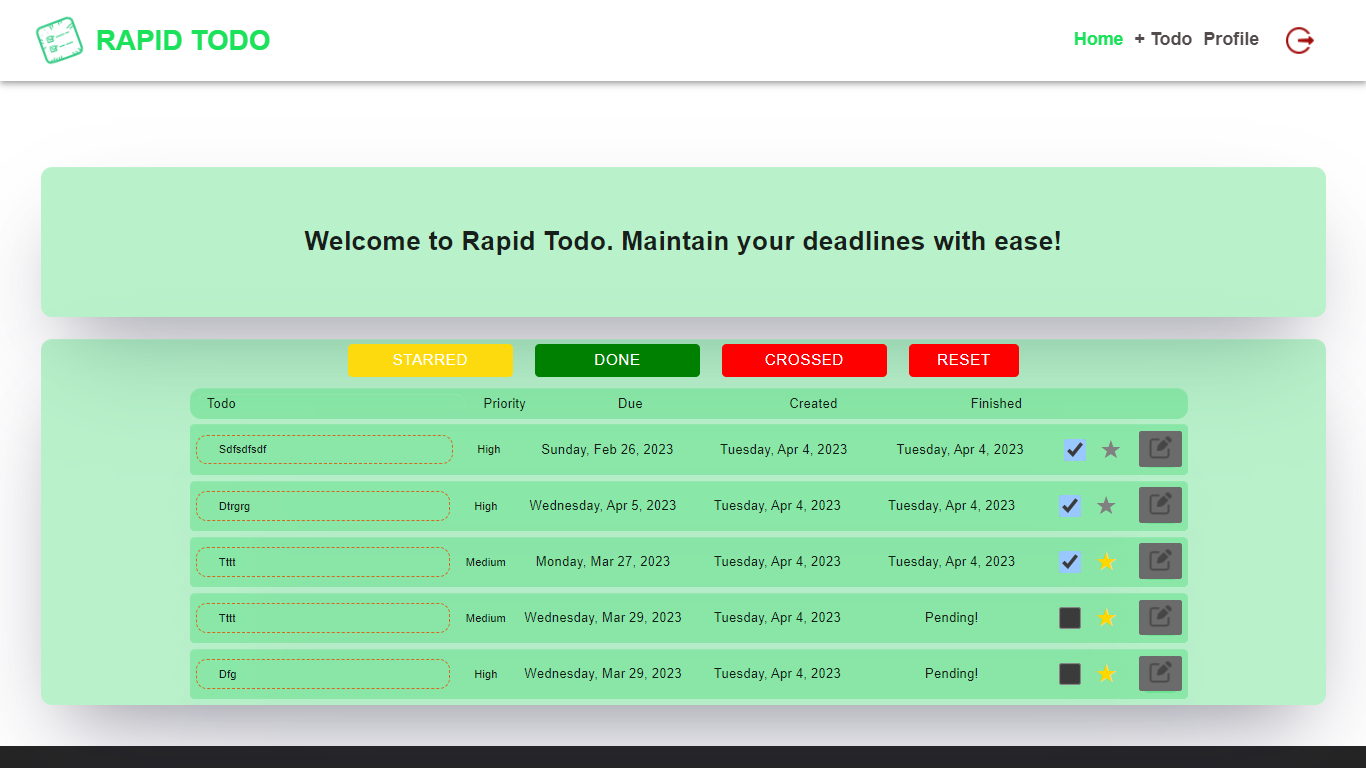 RAPID TODO
Home + Todo Profile
Welcome to Rapid Todo. Maintain your deadlines with ease!
STARRED DONE CROSSED RESET
Todo Priority Due Created Finished
Sdfsdfsdf High Sunday, Feb 26, 2023 Tuesday, Apr 4, 2023 Tuesday, Apr 4, 2023
Dtrgrg High Wednesday, Apr 5, 2023 Tuesday, Apr 4, 2023 Tuesday, Apr 4, 2023
Tttt Medium Monday, Mar 27, 2023 Tuesday, Apr 4, 2023 Tuesday, Apr 4, 2023
Tttt Medium Wednesday, Mar 29, 2023 Tuesday, Apr 4, 2023 Pending!
Dfg High Wednesday, Mar 29, 2023 Tuesday, Apr 4, 2023 Pending!